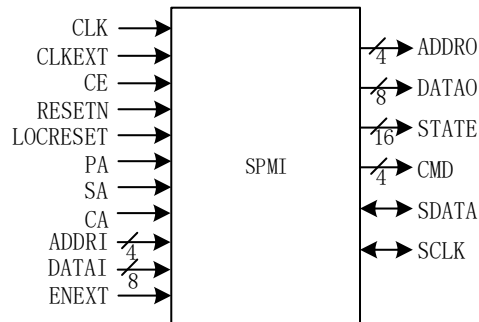 CLK
CLKEXT
CE
RESETN
LOCRESET
PA
SA
CA
ADDRI
4
DATAI
8
ENEXT
SPMI
4
ADDRO
8
DATAO
16
STATE
4
CMD
SDATA
SCLK